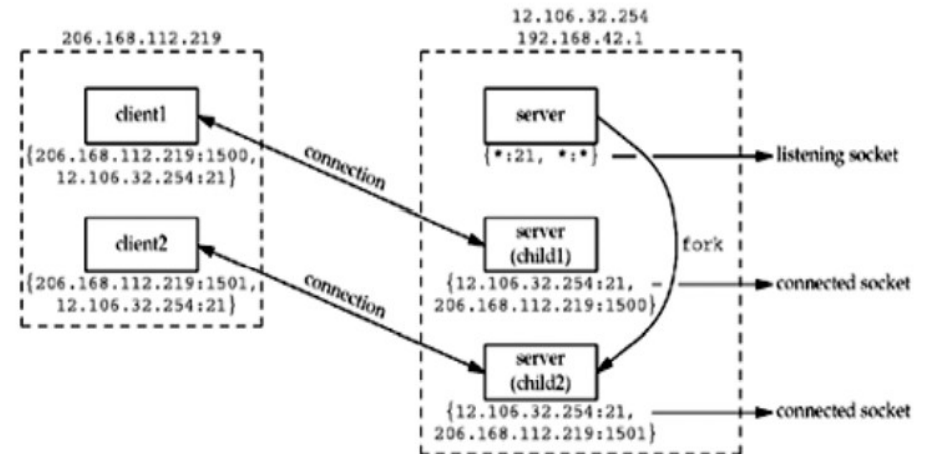 206.168.112.219
client1
{206.168.112.219:1500,
12.106.32.254:21}
client2
{206.168.112.219:1501,
12.106.32.254:21}
connection
connection
12.106.32.254
192.168.42.1
server
{*:21, *:*}
listening socket
fork
server
(child1)
{12.106.32.254:21,
206.168.112.219:1500}
connected socket
server
(child2)
{12.106.32.254:21,
206.168.112.219:1501}
connected socket